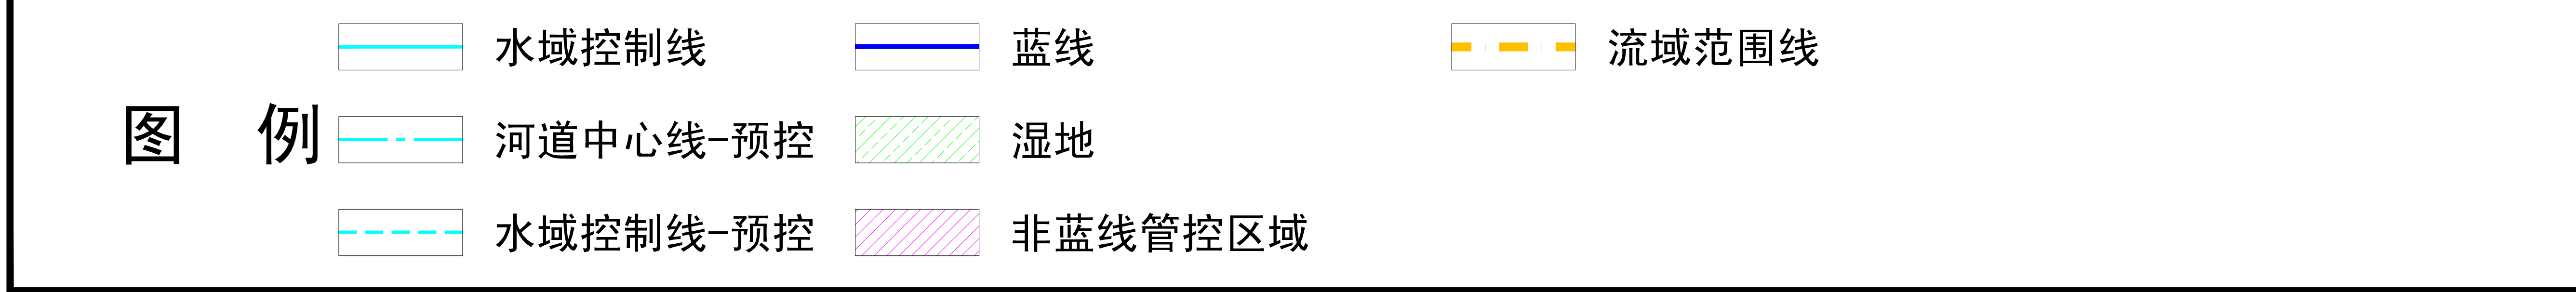 水域控制线 蓝线 流域范围线
图 例 河道中心线-预控 湿地
水域控制线-预控 非蓝线管控区域